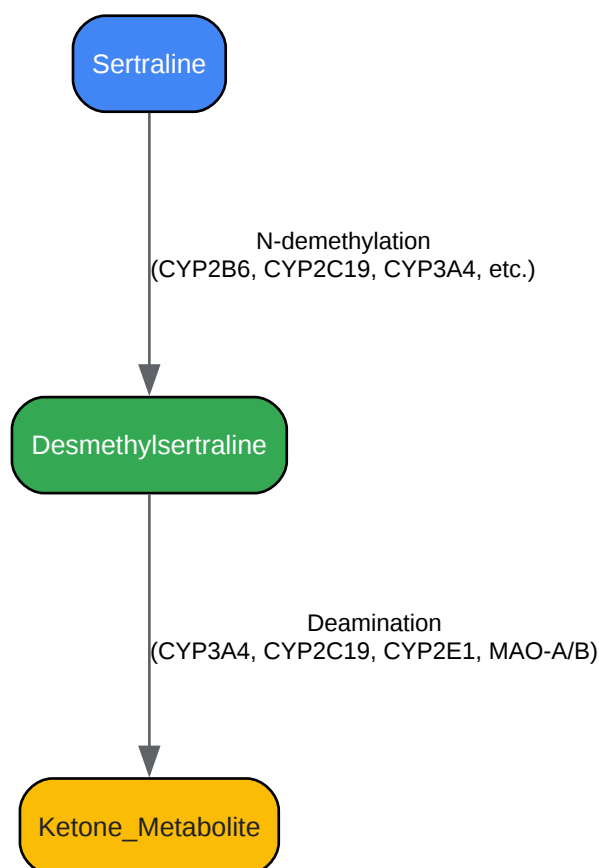 Sertraline
N-demethylation
(CYP2B6, CYP2C19, CYP3A4, etc.)
Desmethylsertraline
Deamination
(CYP3A4, CYP2C19, CYP2E1, MAO-A/B)
Ketone_Metabolite